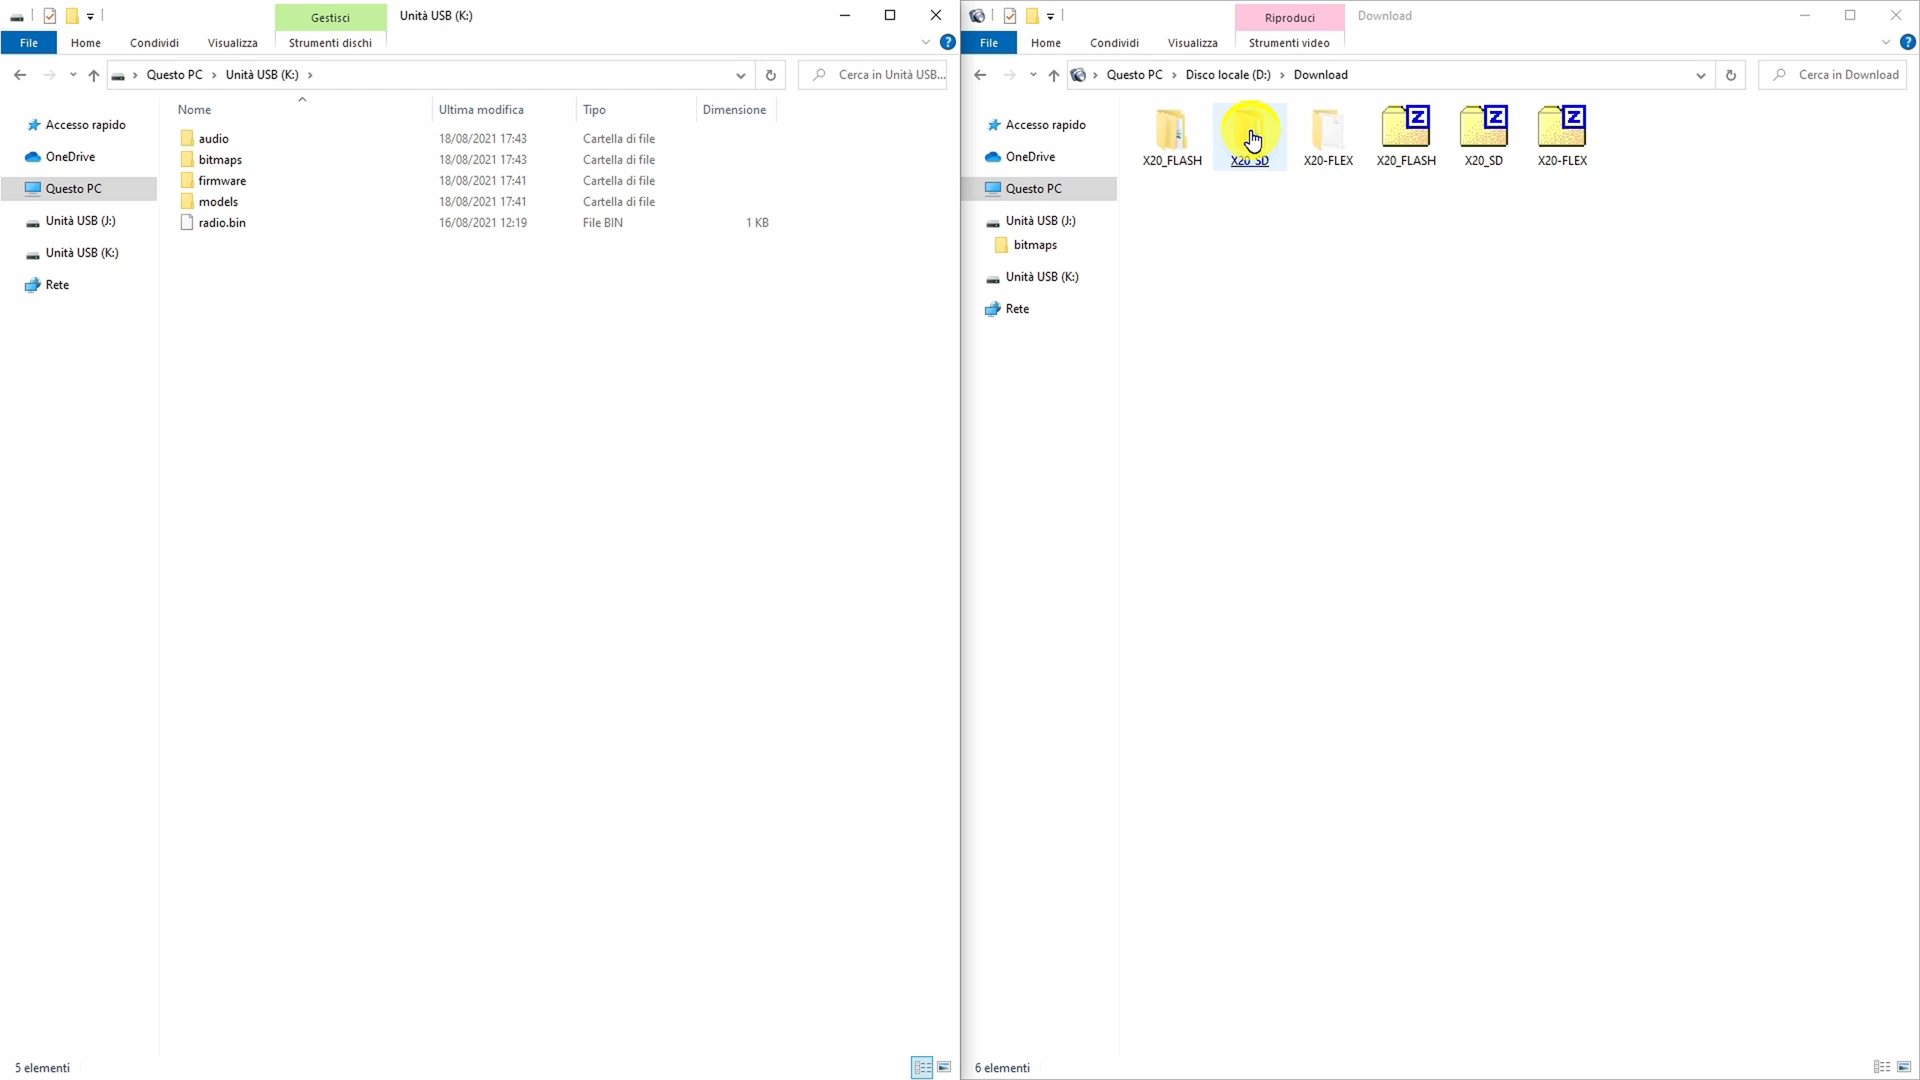 Gestisci
Unità USB (K:)
File
Home
Condividi
Visualizza
Strumenti dischi
Questo PC
Unità USB (K:)
Cerca in Unità USB...
Nome
Ultima modifica
Tipo
Dimensione
Accesso rapido
OneDrive
Questo PC
Unità USB (J:)
Unità USB (K:)
Rete
audio 18/08/2021 17:43 Cartella di file
bitmaps 18/08/2021 17:43 Cartella di file
firmware 18/08/2021 17:41 Cartella di file
models 18/08/2021 17:41 Cartella di file
radio.bin 16/08/2021 12:19 File BIN 1 KB
5 elementi
Riproduci
Download
File
Home
Condividi
Visualizza
Strumenti video
Questo PC
Disco locale (D:)
Download
Cerca in Download
Accesso rapido
OneDrive
Questo PC
Unità USB (J:)
bitmaps
Unità USB (K:)
Rete
X20_FLASH
X20_SD
X20-FLEX
Z
X20_FLASH
Z
X20_SD
Z
X20-FLEX
6 elementi